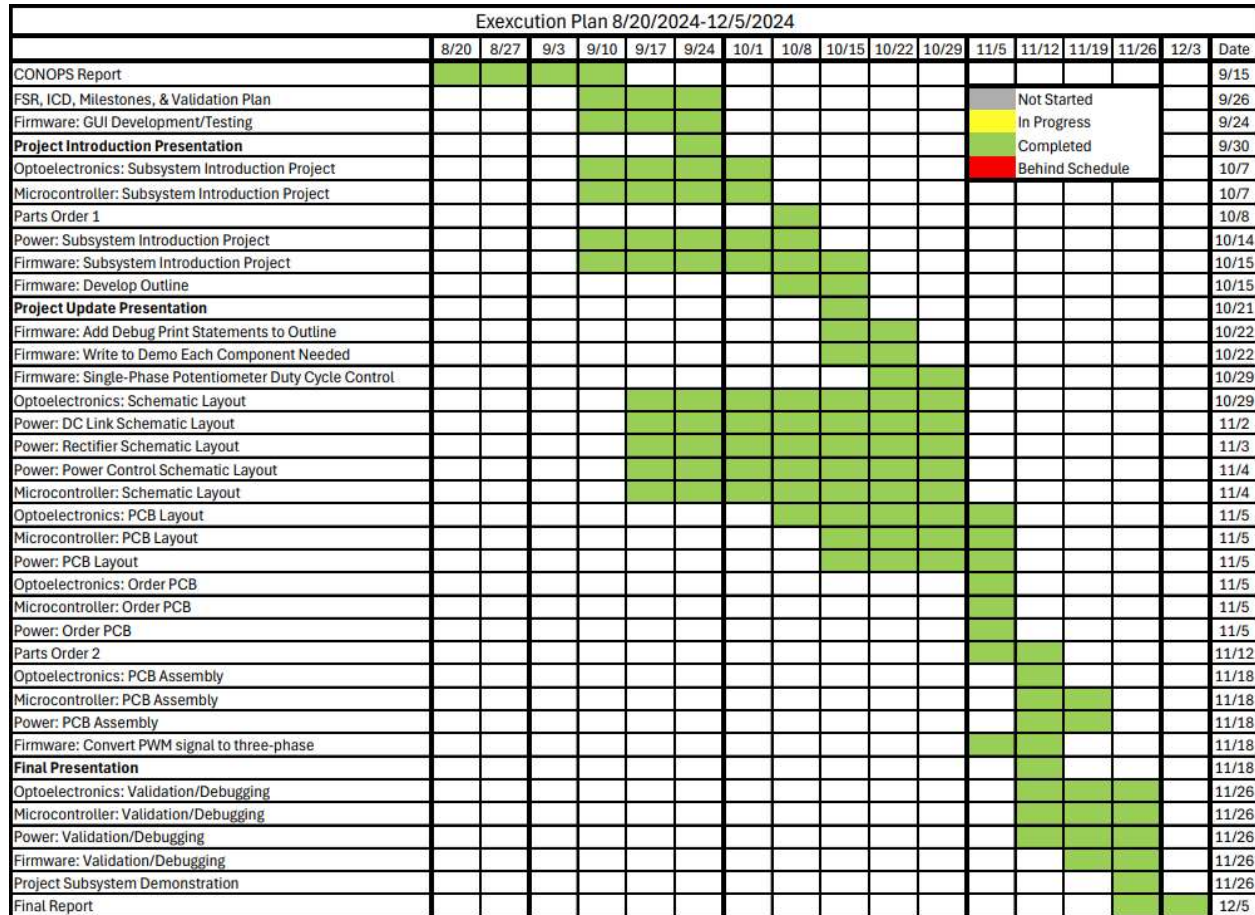 Exexcution Plan 8/20/2024-12/5/2024
8/20 8/27 9/3 9/10 9/17 9/24 10/1 10/8 10/15 10/22 10/29 11/5 11/12 11/19 11/26 12/3 Date
CONOPS Report 9/15
FSR, ICD, Milestones, & Validation Plan Not Started 9/26
Firmware: GUI Development/Testing In Progress 9/24
Project Introduction Presentation Completed 9/30
Optoelectronics: Subsystem Introduction Project Behind Schedule 10/7
Microcontroller: Subsystem Introduction Project 10/7
Parts Order 1 10/8
Power: Subsystem Introduction Project 10/14
Firmware: Subsystem Introduction Project 10/15
Firmware: Develop Outline 10/15
Project Update Presentation 10/21
Firmware: Add Debug Print Statements to Outline 10/22
Firmware: Write to Demo Each Component Needed 10/22
Firmware: Single-Phase Potentiometer Duty Cycle Control 10/29
Optoelectronics: Schematic Layout 10/29
Power: DC Link Schematic Layout 11/2
Power: Rectifier Schematic Layout 11/3
Power: Power Control Schematic Layout 11/4
Microcontroller: Schematic Layout 11/4
Optoelectronics: PCB Layout 11/5
Microcontroller: PCB Layout 11/5
Power: PCB Layout 11/5
Optoelectronics: Order PCB 11/5
Microcontroller: Order PCB 11/5
Power: Order PCB 11/5
Parts Order 2 11/12
Optoelectronics: PCB Assembly 11/18
Microcontroller: PCB Assembly 11/18
Power: PCB Assembly 11/18
Firmware: Convert PWM signal to three-phase 11/18
Final Presentation 11/18
Optoelectronics: Validation/Debugging 11/26
Microcontroller: Validation/Debugging 11/26
Power: Validation/Debugging 11/26
Firmware: Validation/Debugging 11/26
Project Subsystem Demonstration 11/26
Final Report 12/5